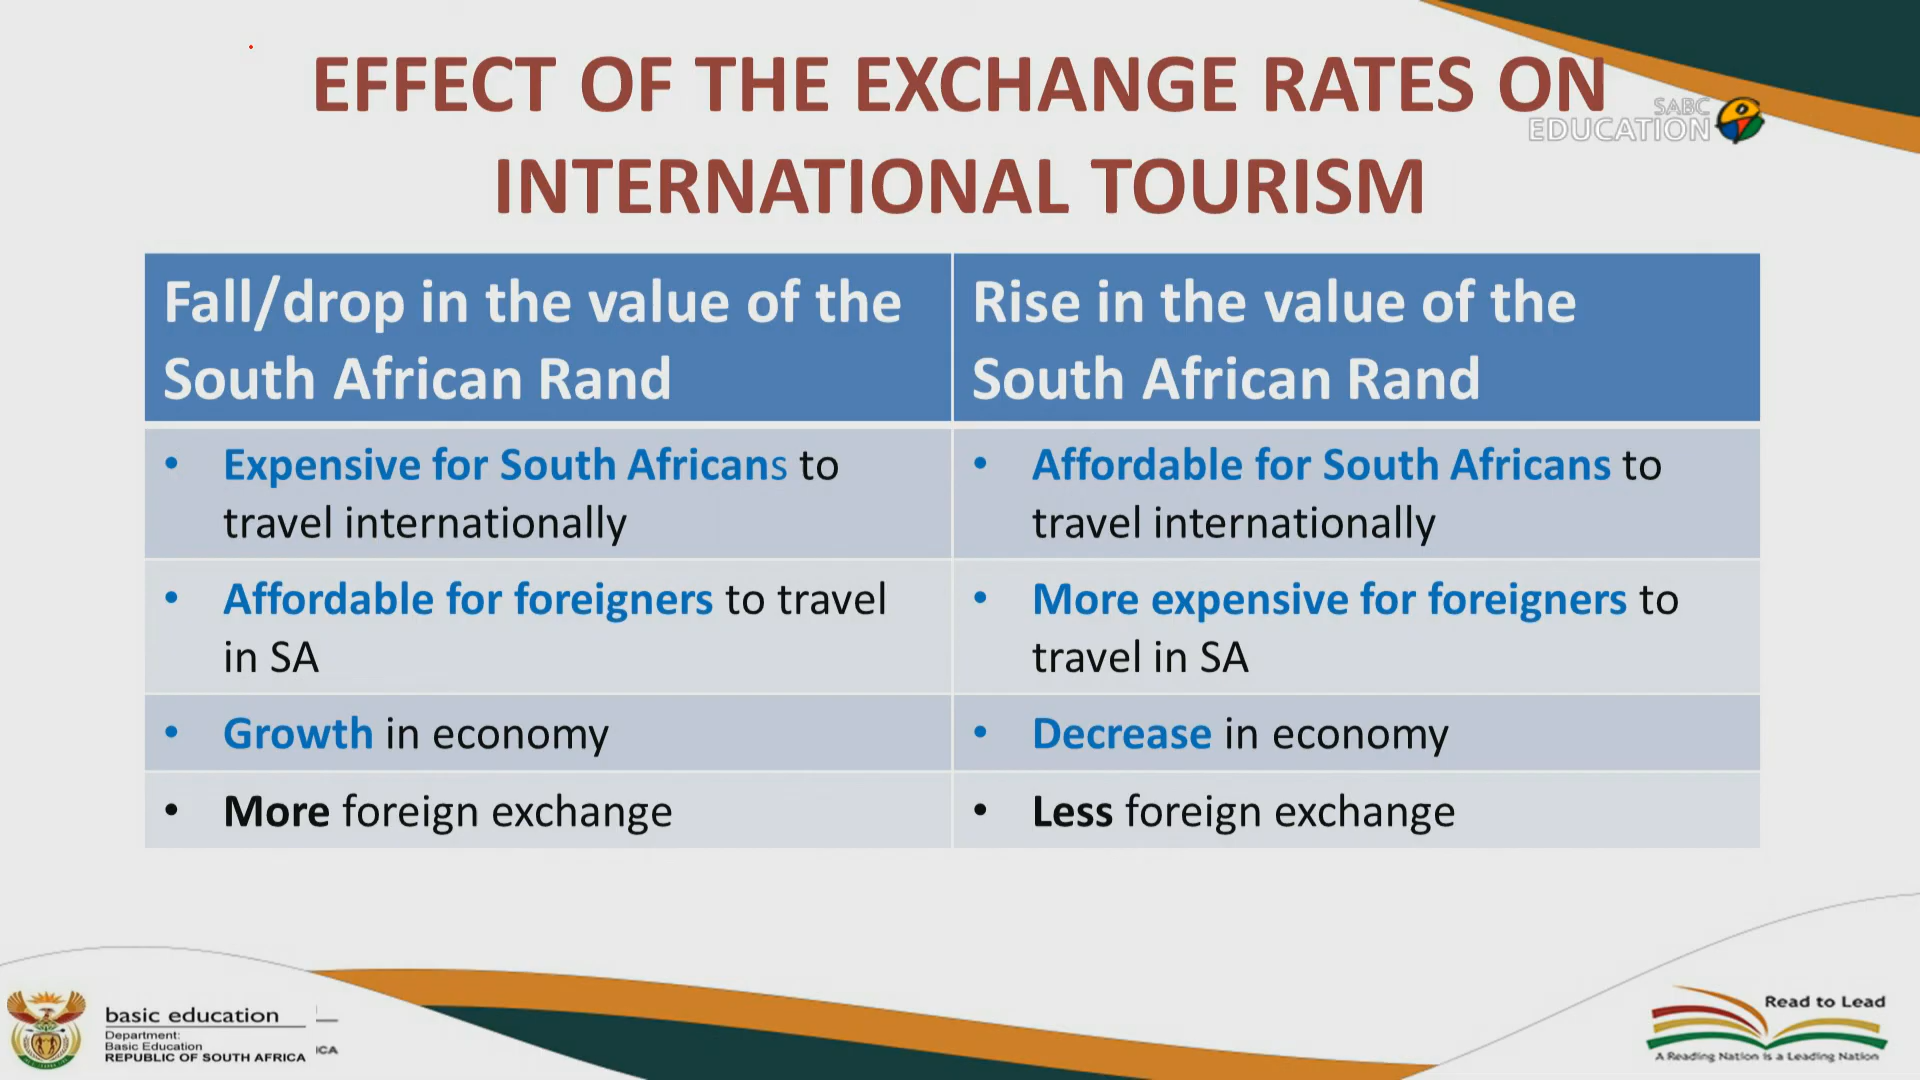 EFFECT OF THE EXCHANGE RATES ON
INTERNATIONAL TOURISM
SABC
EDUCATION
Fall/drop in the value of the
South African Rand
Rise in the value of the
South African Rand
• Expensive for South Africans to
travel internationally
• Affordable for South Africans to
travel internationally
• Affordable for foreigners to travel
in SA
• More expensive for foreigners to
travel in SA
• Growth in economy
• Decrease in economy
• More foreign exchange
• Less foreign exchange
basic education
Department:
Basic Education
REPUBLIC OF SOUTH AFRICA
ICA
Read to Lead
A Reading Nation is a Leading Nation